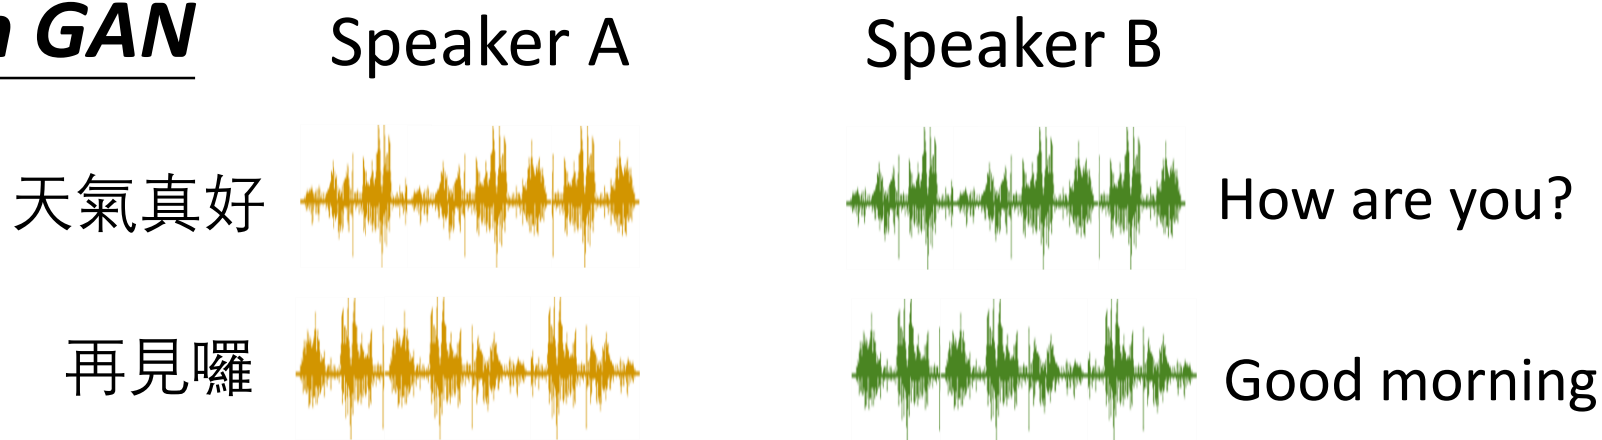 n GAN
Speaker A
Speaker B
天氣真好
How are you?
再見囉
Good morning